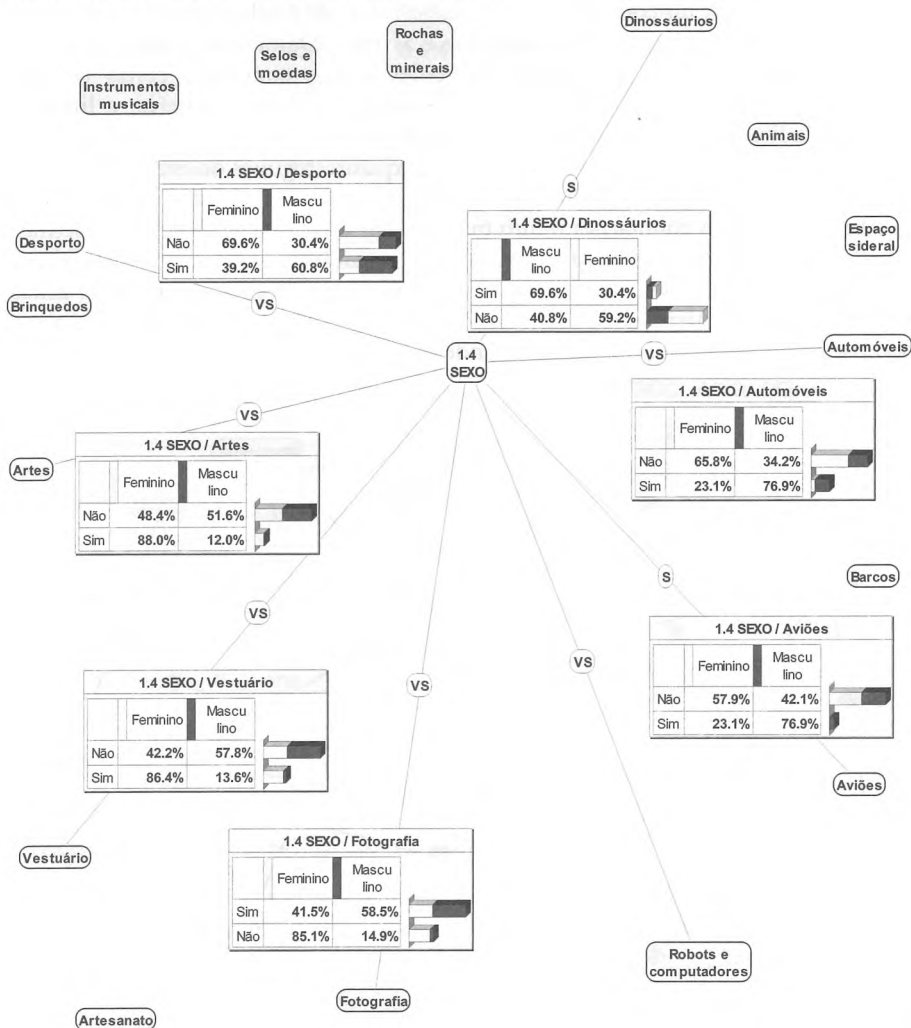 Dinossáurios
Rochas
e
minerais
Selos e
moedas
Instrumentos
musicais
Animais
S
1.4 SEXO / Desporto
Feminino Mascu
lino
Não 69.6% 30.4%
Sim 39.2% 60.8%
1.4 SEXO / Dinossáurios
Mascu
lino Feminino
Sim 69.6% 30.4%
Não 40.8% 59.2%
Espaço
sideral
Desporto
Brinquedos
VS
1.4
SEXO
VS
Automóveis
1.4 SEXO / Automóveis
Feminino Mascu
lino
Não 65.8% 34.2%
Sim 23.1% 76.9%
VS
Artes
1.4 SEXO / Artes
Feminino Mascu
lino
Não 48.4% 51.6%
Sim 88.0% 12.0%
S
Barcos
VS
1.4 SEXO / Aviões
Feminino Mascu
lino
Não 57.9% 42.1%
Sim 23.1% 76.9%
VS
VS
1.4 SEXO / Vestuário
Feminino Mascu
lino
Não 42.2% 57.8%
Sim 86.4% 13.6%
Aviões
Vestuário
1.4 SEXO / Fotografia
Feminino Mascu
lino
Sim 41.5% 58.5%
Não 85.1% 14.9%
Robots e
computadores
Fotografia
Artesanato